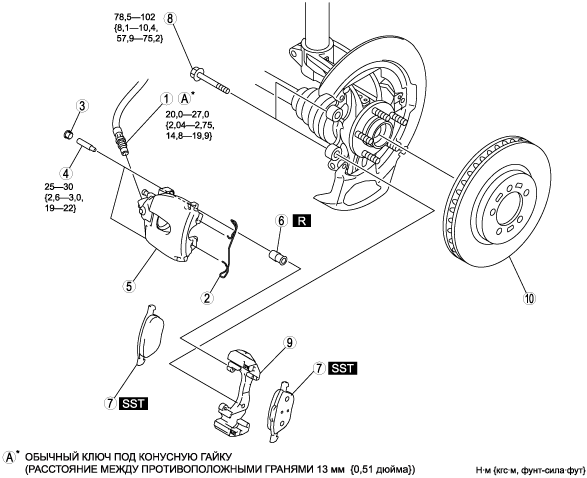 78,5—102
{8,1—10,4,
57,9—75,2}
8
3
1 A*
20,0—27,0
{2,04—2,75,
14,8—19,9}
4
25—30
{2,6—3,0,
19—22}
6 R
5
2
10
9
7 SST
7 SST
A* ОБЫЧНЫЙ КЛЮЧ ПОД КОНУСНУЮ ГАЙКУ
(РАССТОЯНИЕ МЕЖДУ ПРОТИВОПОЛОЖНЫМИ ГРАНЯМИ 13 мм {0,51 дюйма})
Н·м {кгс·м, фунт-сила·фут}